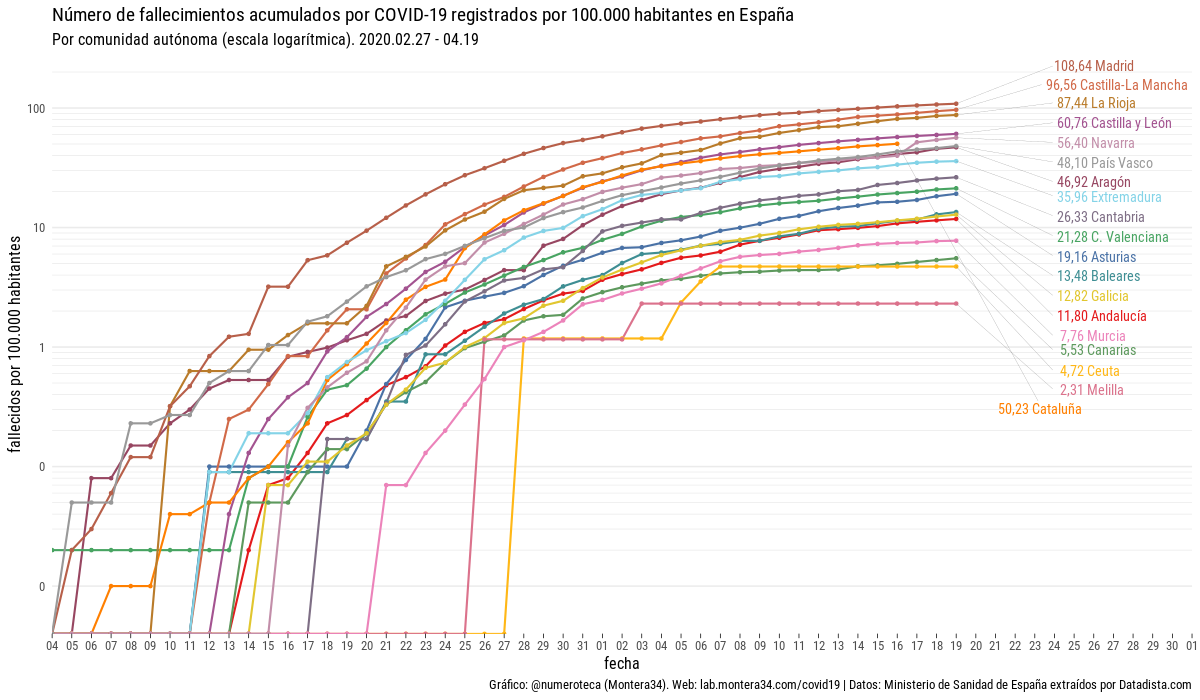 Número de fallecimientos acumulados por COVID-19 registrados por 100.000 habitantes en España
Por comunidad autónoma (escala logarítmica). 2020.02.27 - 04.19
fallecidos por 100.000 habitantes
100
10
1
0
0
108,64 Madrid
96,56 Castilla-La Mancha
87,44 La Rioja
60,76 Castilla y León
56,40 Navarra
48,10 País Vasco
46,92 Aragón
35,96 Extremadura
26,33 Cantabria
21,28 C. Valenciana
19,16 Asturias
13,48 Baleares
12,82 Galicia
11,80 Andalucía
7,76 Murcia
5,53 Canarias
4,72 Ceuta
2,31 Melilla
50,23 Cataluña
04 05 06 07 08 09 10 11 12 13 14 15 16 17 18 19 20 21 22 23 24 25 26 27 28 29 30 31 01 02 03 04 05 06 07 08 09 10 11 12 13 14 15 16 17 18 19 20 21 22 23 24 25 26 27 28 29 30 01
fecha
Gráfico: @numeroteca (Montera34). Web: lab.montera34.com/covid19 | Datos: Ministerio de Sanidad de España extraídos por Datadista.com